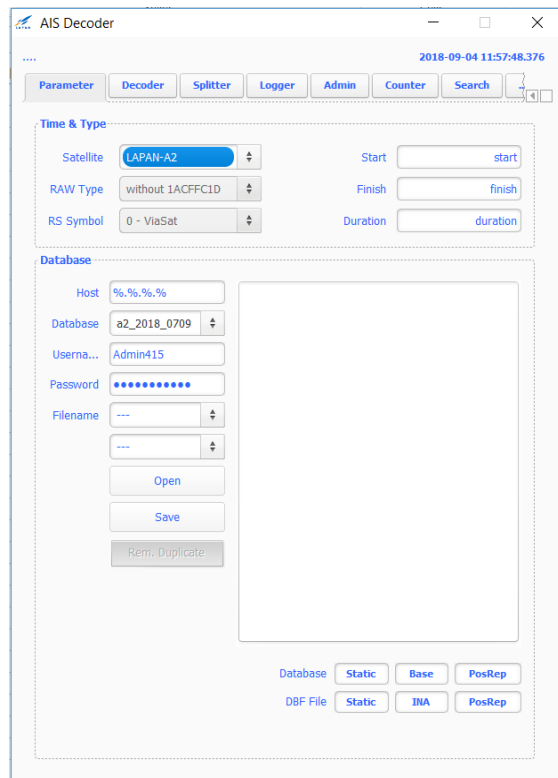 AIS Decoder
....
2018-09-04 11:57:48.376
Parameter Decoder Splitter Logger Admin Counter Search
Time & Type
Satellite LAPAN-A2 Start start
RAW Type without 1ACFFC1D Finish finish
RS Symbol 0 - ViaSat Duration duration
Database
Host %.%.%.%
Database a2_2018_0709
Userna... Admin415
Password ●●●●●●●●●●●
Filename ---
---
Open
Save
Rem. Duplicate
Database Static Base PosRep
DBF File Static INA PosRep